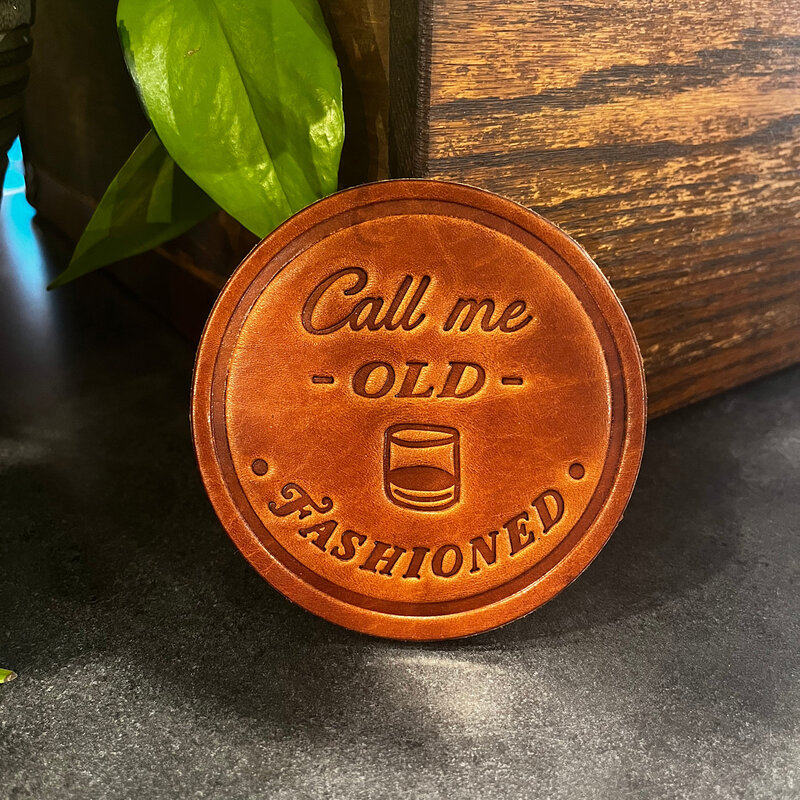 Call me
- OLD -
• FASHIONED •